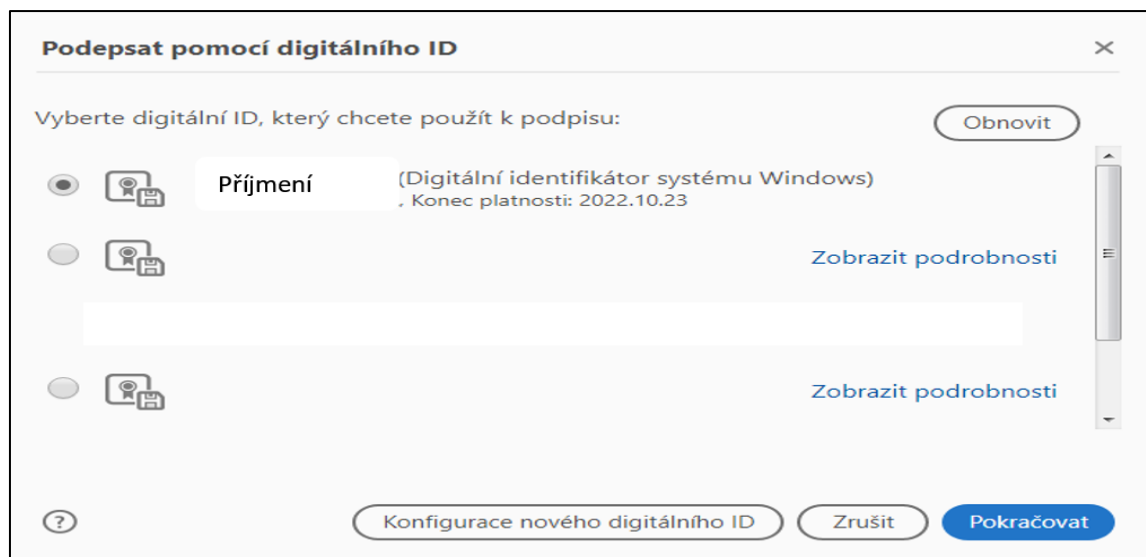 Podepsat pomocí digitálního ID
Vyberte digitální ID, který chcete použít k podpisu:
Obnovit
Příjmení (Digitální identifikátor systému Windows)
, Konec platnosti: 2022.10.23
Zobrazit podrobnosti
Zobrazit podrobnosti
Konfigurace nového digitálního ID
Zrušit
Pokračovat